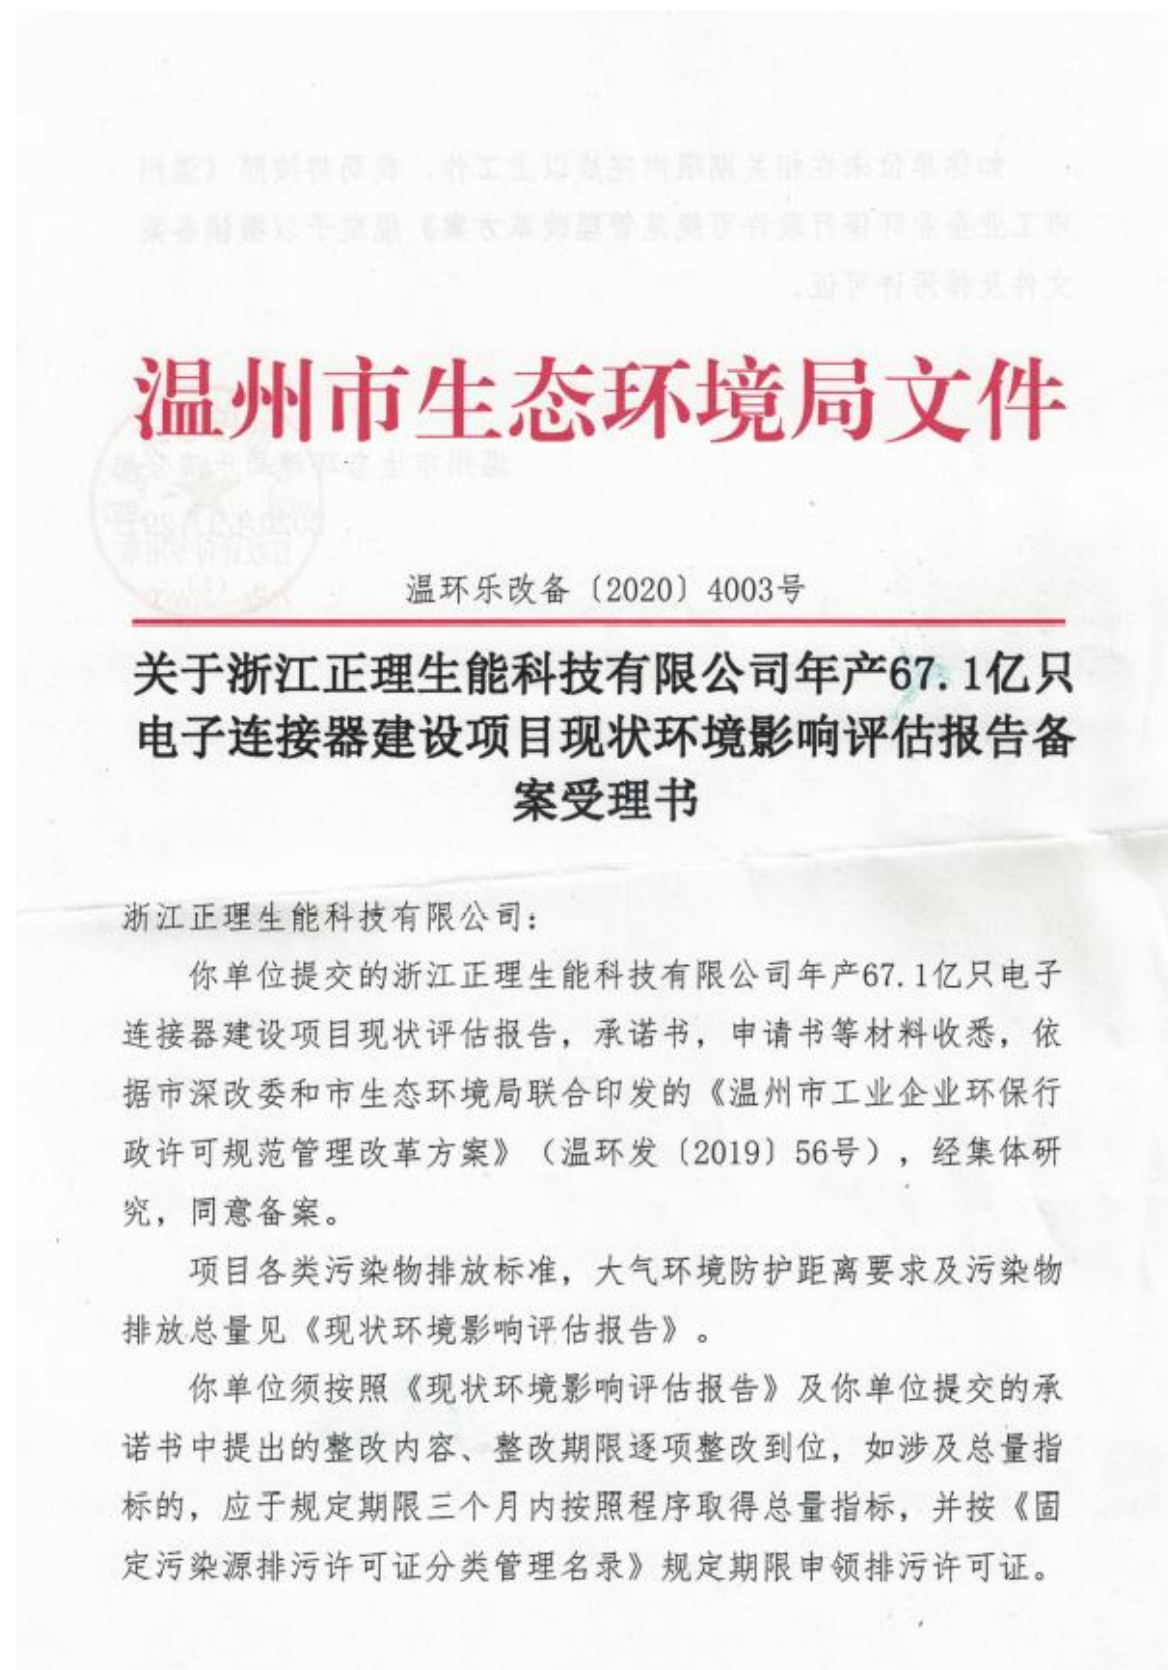 温州市生态环境局文件
温环乐改备〔2020〕4003号
关于浙江正理生能科技有限公司年产67.1亿只
电子连接器建设项目现状环境影响评估报告备
案受理书
浙江正理生能科技有限公司：
你单位提交的浙江正理生能科技有限公司年产67.1亿只电子
连接器建设项目现状评估报告，承诺书，申请书等材料收悉，依
据市深改委和市生态环境局联合印发的《温州市工业企业环保行
政许可规范管理改革方案》（温环发〔2019〕56号），经集体研
究，同意备案。
项目各类污染物排放标准，大气环境防护距离要求及污染物
排放总量见《现状环境影响评估报告》。
你单位须按照《现状环境影响评估报告》及你单位提交的承
诺书中提出的整改内容、整改期限逐项整改到位，如涉及总量指
标的，应于规定期限三个月内按照程序取得总量指标，并按《固
定污染源排污许可证分类管理名录》规定期限申领排污许可证。